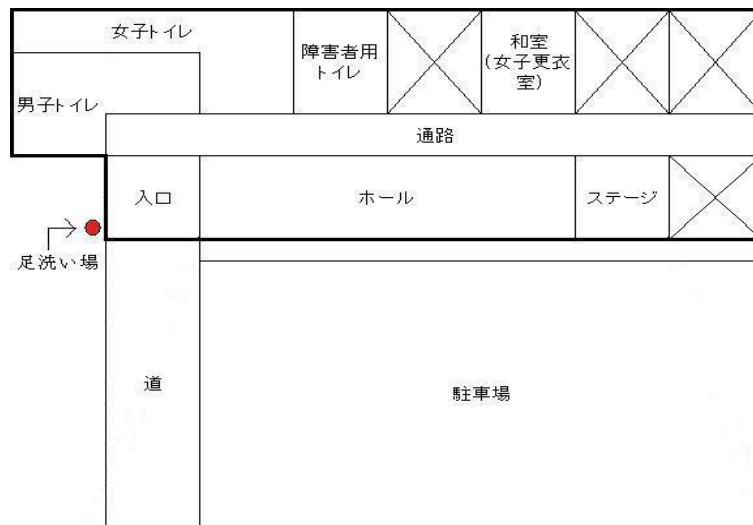 女子トイレ
障害者用
トイレ
和室
(女子更衣
室)
男子トイレ
通路
入口
ホール
ステージ
足洗い場
道
駐車場